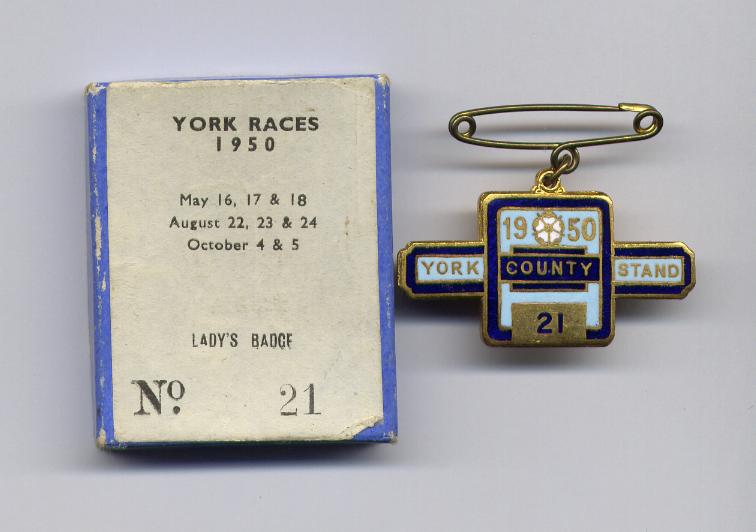 YORK RACES
1950
May 16, 17 & 18
August 22, 23 & 24
October 4 & 5
LADY'S BADGE
No. 21
19 50
YORK COUNTY STAND
21